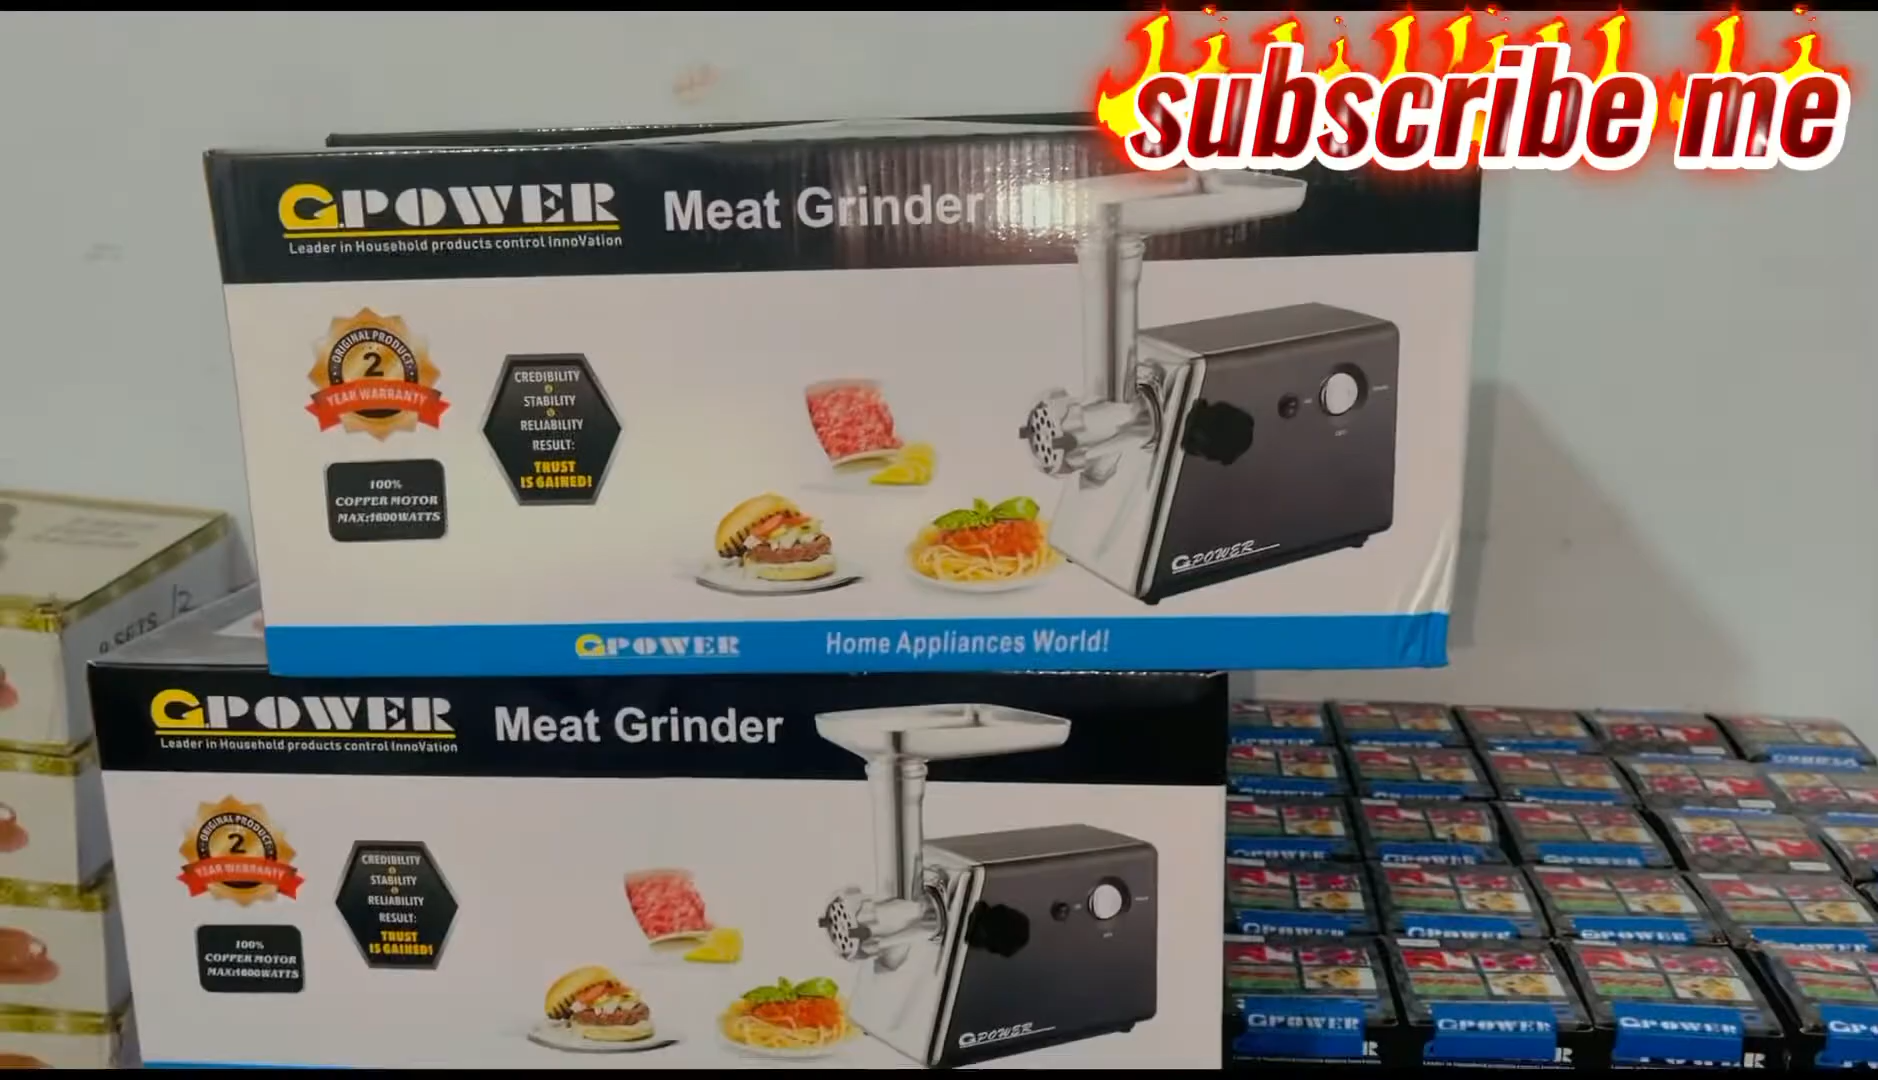 subscribe me
GPOWER
Leader in Household products control InnoVation
Meat Grinder
ORIGINAL PRODUCT
2
YEAR WARRANTY
CREDIBILITY
&
STABILITY
&
RELIABILITY
RESULT:
TRUST
IS GAINED!
100%
COPPER MOTOR
MAX:1600WATTS
GPOWER
GPOWER Home Appliances World!
SETS /2
GPOWER
Leader in Household products control InnoVation
Meat Grinder
ORIGINAL PRODUCT
2
YEAR WARRANTY
CREDIBILITY
&
STABILITY
&
RELIABILITY
RESULT:
TRUST
IS GAINED!
100%
COPPER MOTOR
MAX:1600WATTS
GPOWER
GPOWER GPOWER GPOWER